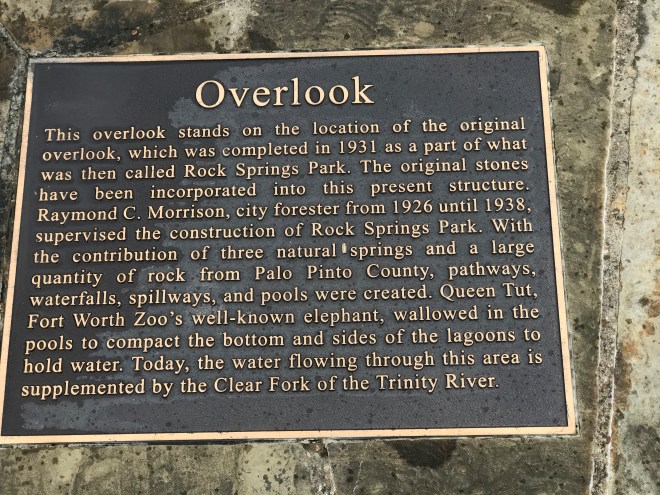 Overlook
This overlook stands on the location of the original
overlook, which was completed in 1931 as a part of what
was then called Rock Springs Park. The original stones
have been incorporated into this present structure.
Raymond C. Morrison, city forester from 1926 until 1938,
supervised the construction of Rock Springs Park. With
the contribution of three natural springs and a large
quantity of rock from Palo Pinto County, pathways,
waterfalls, spillways, and pools were created. Queen Tut,
Fort Worth Zoo's well-known elephant, wallowed in the
pools to compact the bottom and sides of the lagoons to
hold water. Today, the water flowing through this area is
supplemented by the Clear Fork of the Trinity River.